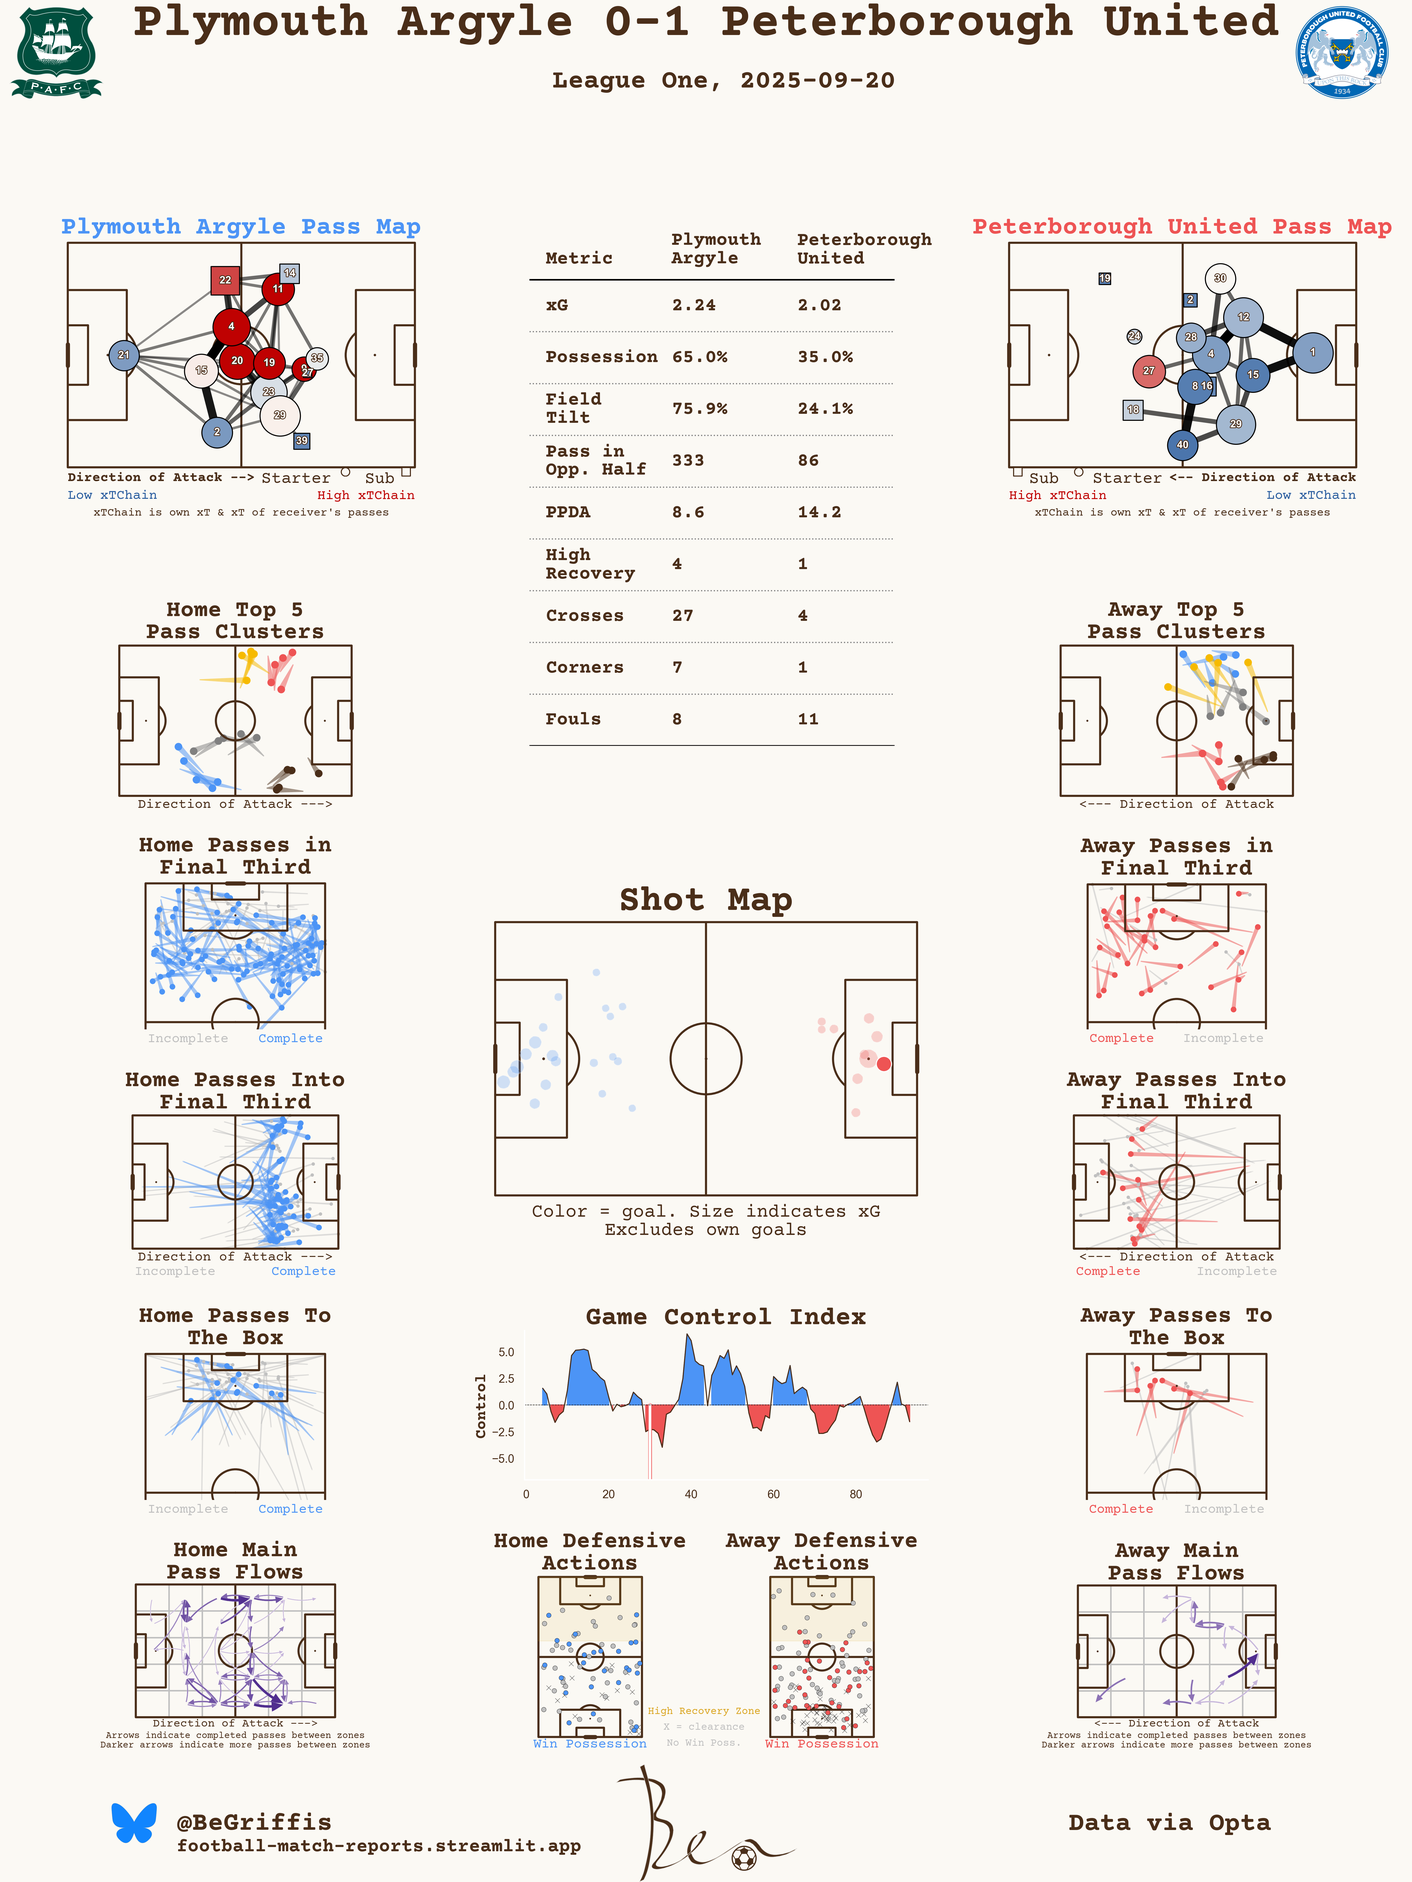 Plymouth Argyle 0-1 Peterborough United
League One, 2025-09-20
P·A·F·C
PETERBOROUGH UNITED FOOTBALL CLUB
1934
Plymouth Argyle Pass Map
22
14
11
4
21
20
19
35
27
15
23
29
2
39
Direction of Attack --> Starter Sub
Low xTChain High xTChain
xTChain is own xT & xT of receiver's passes
Metric Plymouth Argyle Peterborough United
xG 2.24 2.02
Possession 65.0% 35.0%
Field Tilt 75.9% 24.1%
Pass in Opp. Half 333 86
PPDA 8.6 14.2
High Recovery 4 1
Crosses 27 4
Corners 7 1
Fouls 8 11
Peterborough United Pass Map
19
30
2
12
24
28
4
1
27
15
8
16
18
29
40
Sub Starter <-- Direction of Attack
High xTChain Low xTChain
xTChain is own xT & xT of receiver's passes
Home Top 5
Pass Clusters
Direction of Attack --->
Away Top 5
Pass Clusters
<--- Direction of Attack
Home Passes in
Final Third
Incomplete Complete
Away Passes in
Final Third
Complete Incomplete
Shot Map
Color = goal. Size indicates xG
Excludes own goals
Home Passes Into
Final Third
Direction of Attack --->
Incomplete Complete
Away Passes Into
Final Third
<--- Direction of Attack
Complete Incomplete
Home Passes To
The Box
Incomplete Complete
Game Control Index
Control
5.0
2.5
0.0
−2.5
−5.0
0 20 40 60 80
Away Passes To
The Box
Complete Incomplete
Home Main
Pass Flows
Direction of Attack --->
Arrows indicate completed passes between zones
Darker arrows indicate more passes between zones
Home Defensive
Actions
Win Possession
High Recovery Zone
X = clearance
No Win Poss.
Away Defensive
Actions
Win Possession
Away Main
Pass Flows
<--- Direction of Attack
Arrows indicate completed passes between zones
Darker arrows indicate more passes between zones
@BeGriffis
football-match-reports.streamlit.app
Ben
Data via Opta